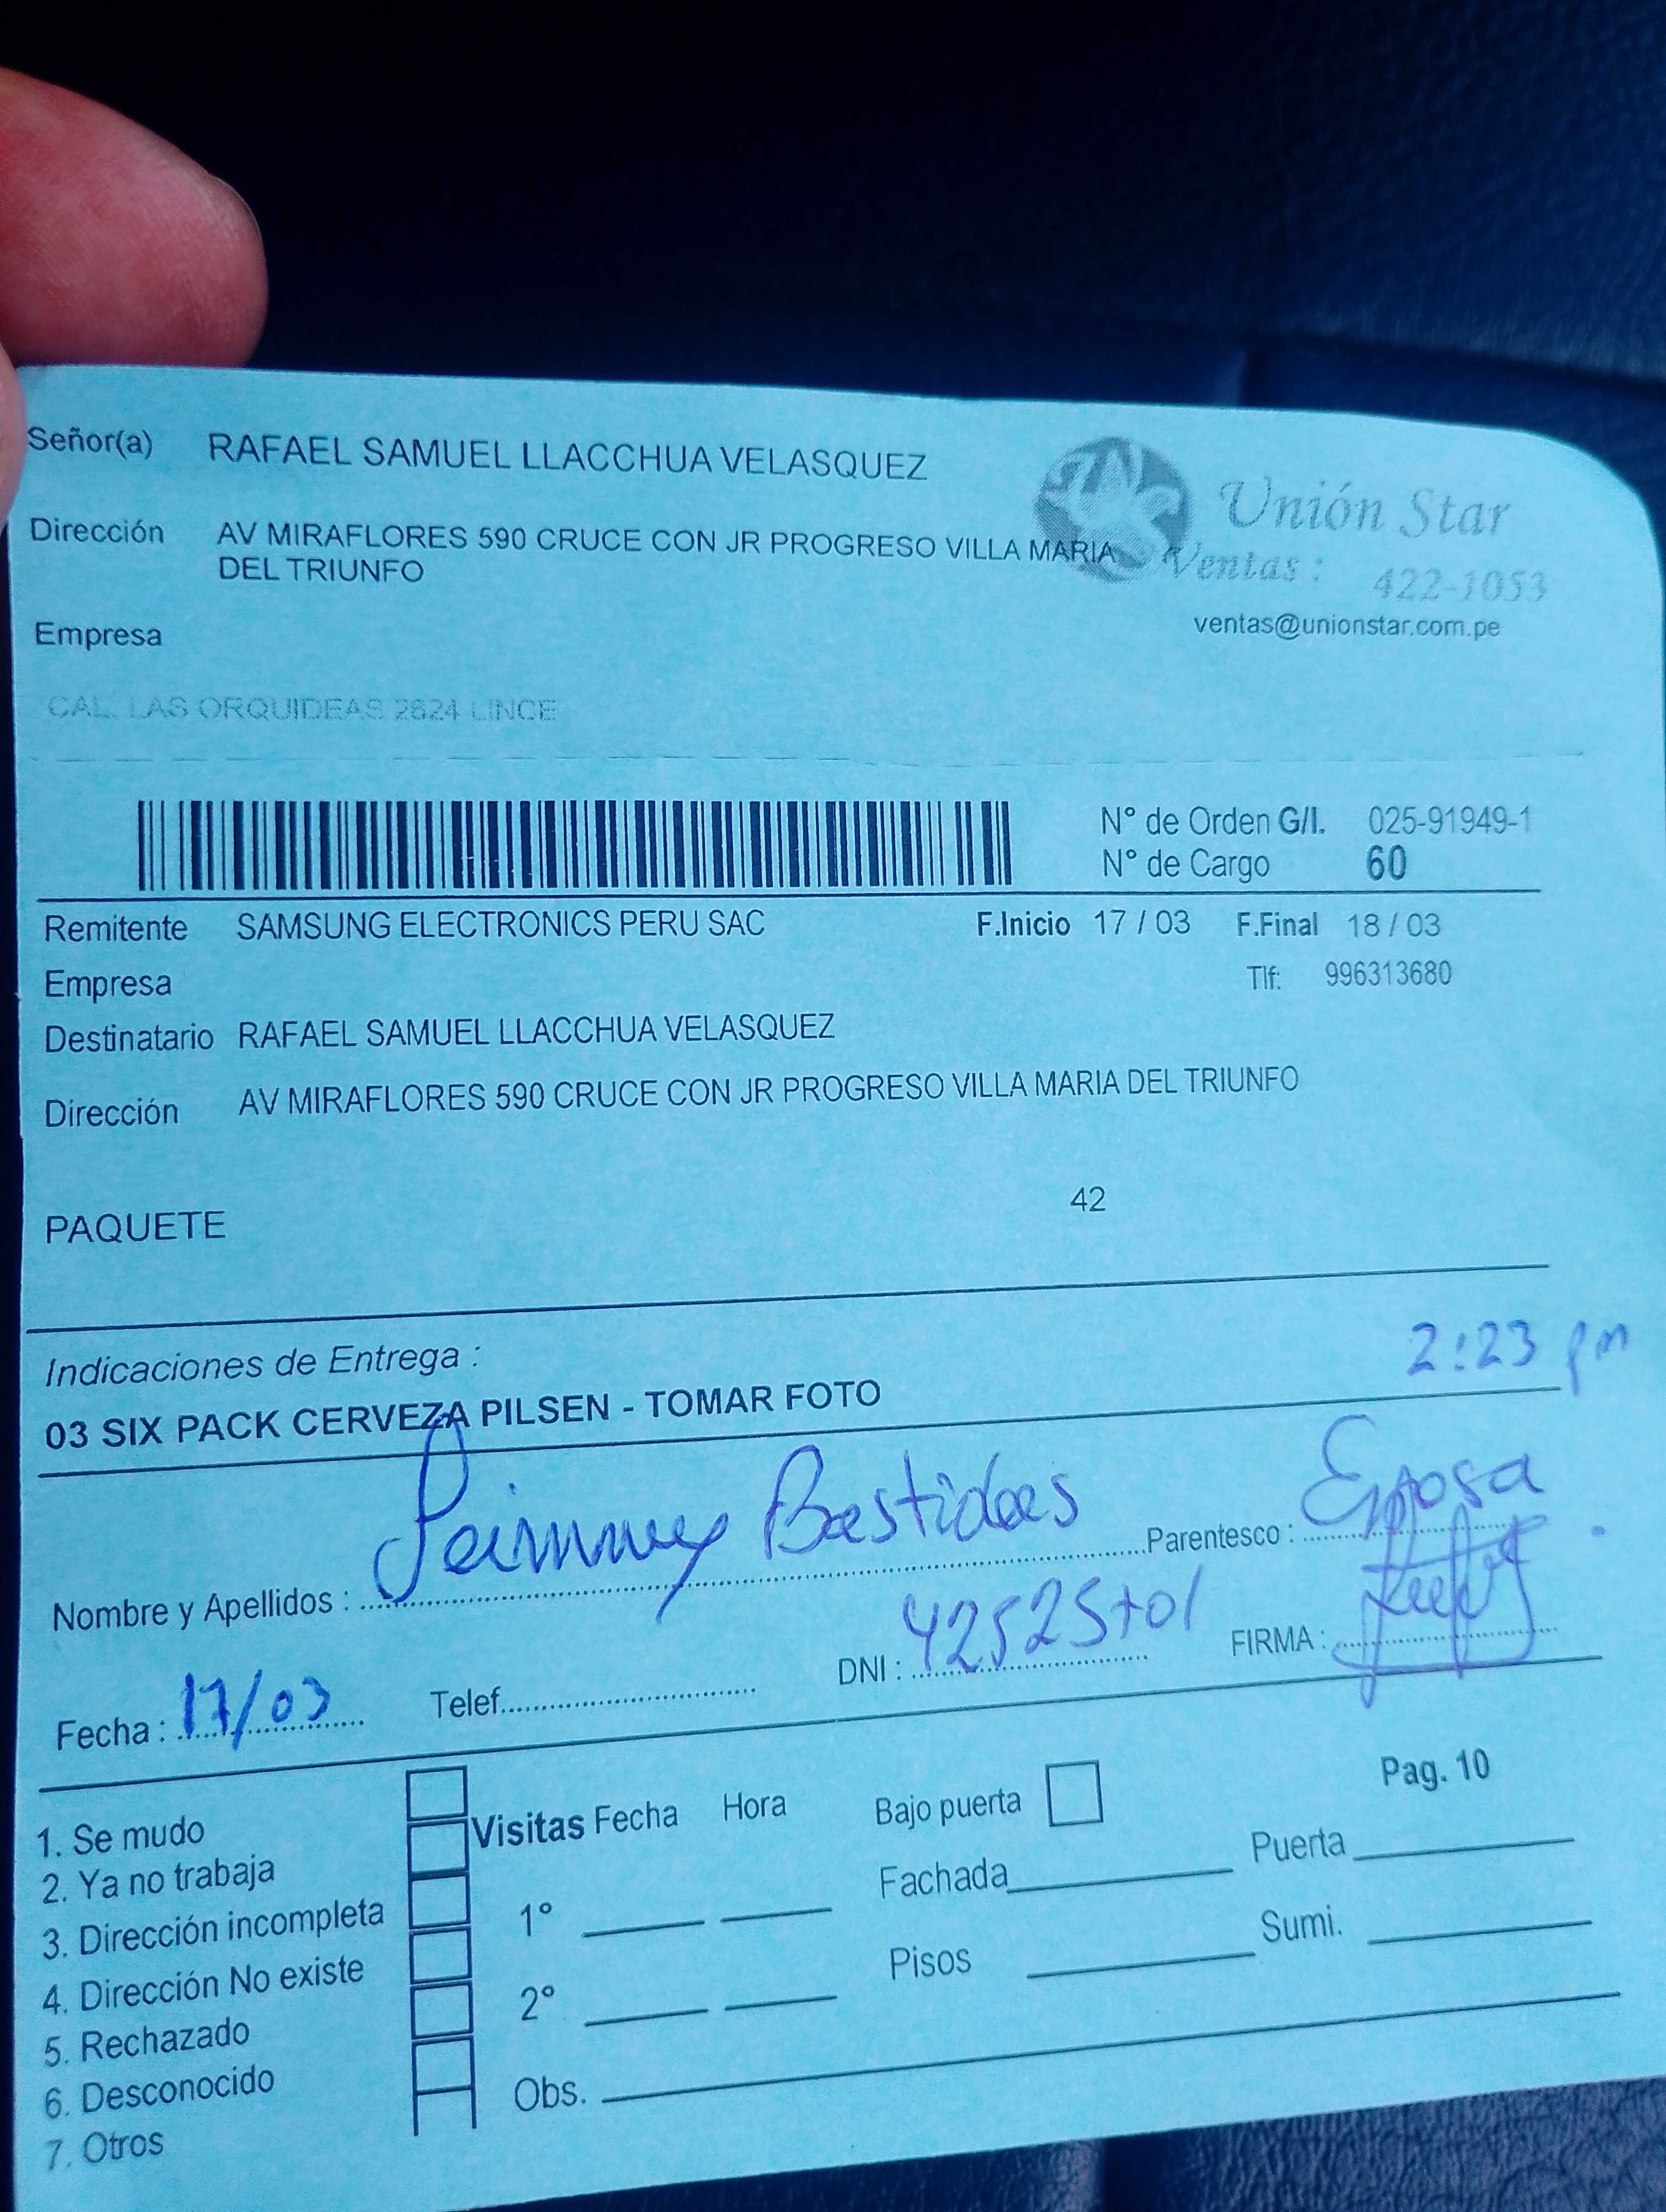 Señor(a) RAFAEL SAMUEL LLACCHUA VELASQUEZ
Unión Star
Dirección AV MIRAFLORES 590 CRUCE CON JR PROGRESO VILLA MARIA
DEL TRIUNFO
Ventas : 422-1053
ventas@unionstar.com.pe
Empresa
CAL. LAS ORQUIDEAS 2624 LINCE
N° de Orden G/I. 025-91949-1
N° de Cargo 60
Remitente SAMSUNG ELECTRONICS PERU SAC F.Inicio 17 / 03 F.Final 18 / 03
Empresa Tlf: 996313680
Destinatario RAFAEL SAMUEL LLACCHUA VELASQUEZ
Dirección AV MIRAFLORES 590 CRUCE CON JR PROGRESO VILLA MARIA DEL TRIUNFO
PAQUETE 42
Indicaciones de Entrega : 2:23 pm
03 SIX PACK CERVEZA PILSEN - TOMAR FOTO
Nombre y Apellidos : Bastidas Parentesco : Esposa
Fecha : 17/03 Telef. DNI : FIRMA :
Pag. 10
1. Se mudo
2. Ya no trabaja
3. Dirección incompleta
4. Dirección No existe
5. Rechazado
6. Desconocido
7. Otros
Visitas Fecha Hora
1°
2°
Obs.
Bajo puerta
Fachada Puerta
Pisos Sumi.